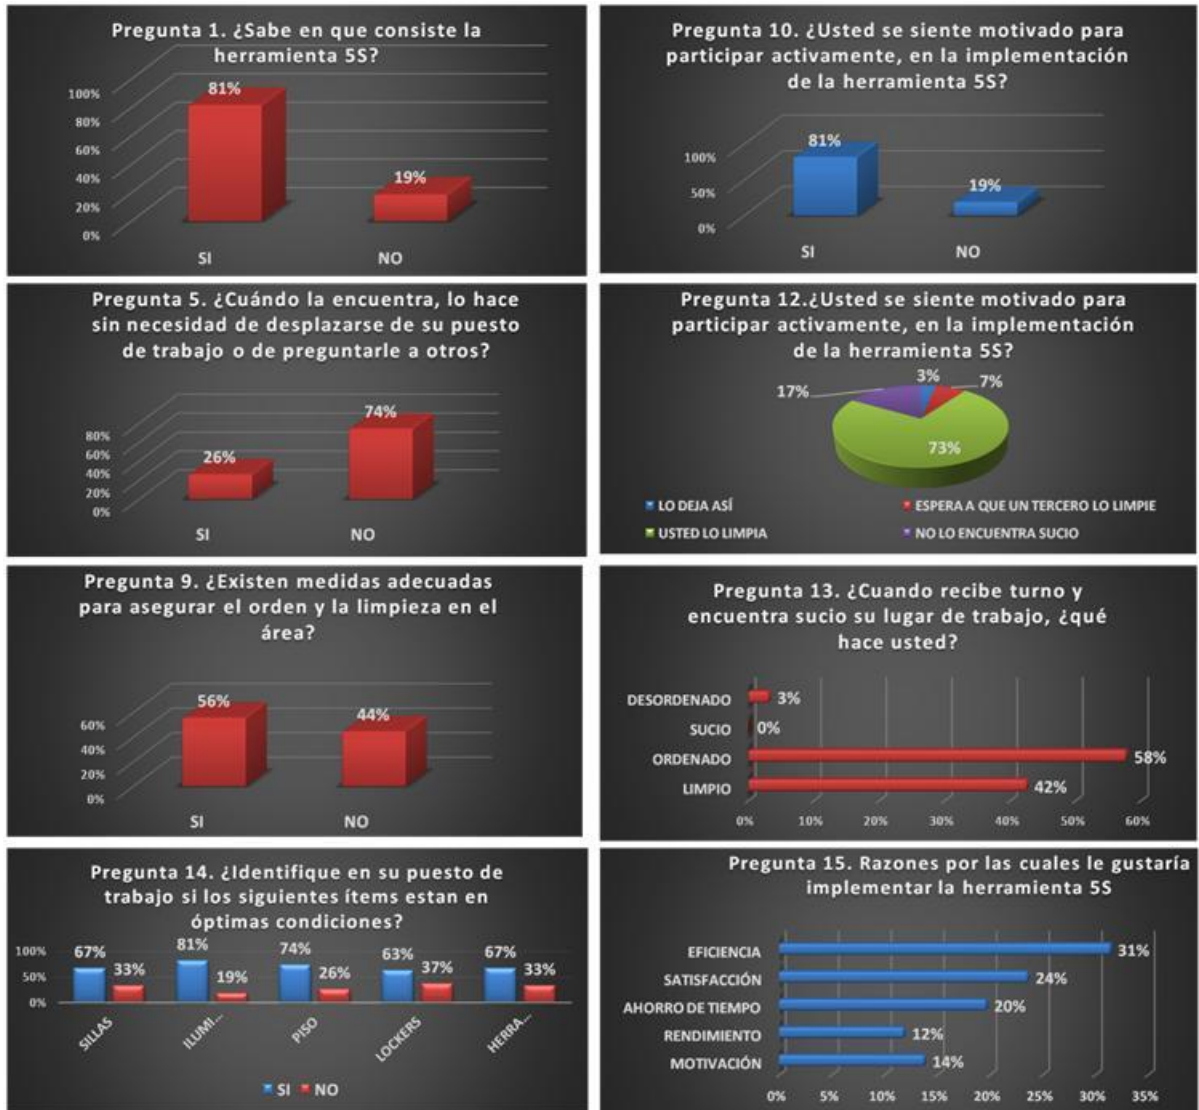 Pregunta 1. ¿Sabe en que consiste la
herramienta 5S?
100%
80%
60%
40%
20%
0%
81%
19%
SI
NO
Pregunta 10. ¿Usted se siente motivado para
participar activamente, en la implementación
de la herramienta 5S?
100%
50%
0%
81%
19%
SI
NO
Pregunta 5. ¿Cuándo la encuentra, lo hace
sin necesidad de desplazarse de su puesto
de trabajo o de preguntarle a otros?
80%
60%
40%
20%
0%
26%
74%
SI
NO
Pregunta 12.¿Usted se siente motivado para
participar activamente, en la implementación
de la herramienta 5S?
17%
3%
7%
73%
LO DEJA ASÍ
ESPERA A QUE UN TERCERO LO LIMPIE
USTED LO LIMPIA
NO LO ENCUENTRA SUCIO
Pregunta 9. ¿Existen medidas adecuadas
para asegurar el orden y la limpieza en el
área?
60%
40%
20%
0%
56%
44%
SI
NO
Pregunta 13. ¿Cuando recibe turno y
encuentra sucio su lugar de trabajo, ¿qué
hace usted?
DESORDENADO 3%
SUCIO 0%
ORDENADO 58%
LIMPIO 42%
0% 10% 20% 30% 40% 50% 60%
Pregunta 14. ¿Identifique en su puesto de
trabajo si los siguientes ítems estan en
óptimas condiciones?
100%
50%
0%
67% 33% 81% 19% 74% 26% 63% 37% 67% 33%
SILLAS ILUMI... PISO LOCKERS HERRA...
SI NO
Pregunta 15. Razones por las cuales le gustaría
implementar la herramienta 5S
EFICIENCIA 31%
SATISFACCIÓN 24%
AHORRO DE TIEMPO 20%
RENDIMIENTO 12%
MOTIVACIÓN 14%
0% 5% 10% 15% 20% 25% 30% 35%